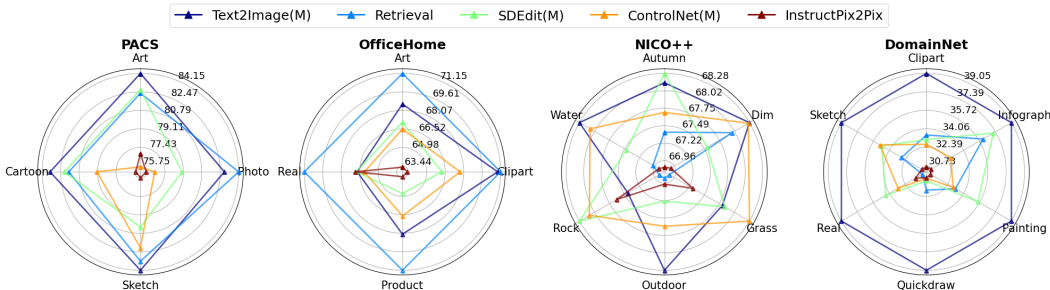 Text2Image(M) Retrieval SDEdit(M) ControlNet(M) InstructPix2Pix
PACS
Art
84.15
82.47
80.79
79.11
77.43
75.75
Cartoon
Photo
Sketch
OfficeHome
Art
71.15
69.61
68.07
66.52
64.98
63.44
Real
Clipart
Product
NICO++
Autumn
68.28
68.02
67.75
67.49
67.22
66.96
Water
Dim
Rock
Grass
Outdoor
DomainNet
Clipart
39.05
37.39
35.72
34.06
32.39
30.73
Sketch
Infograph
Real
Painting
Quickdraw